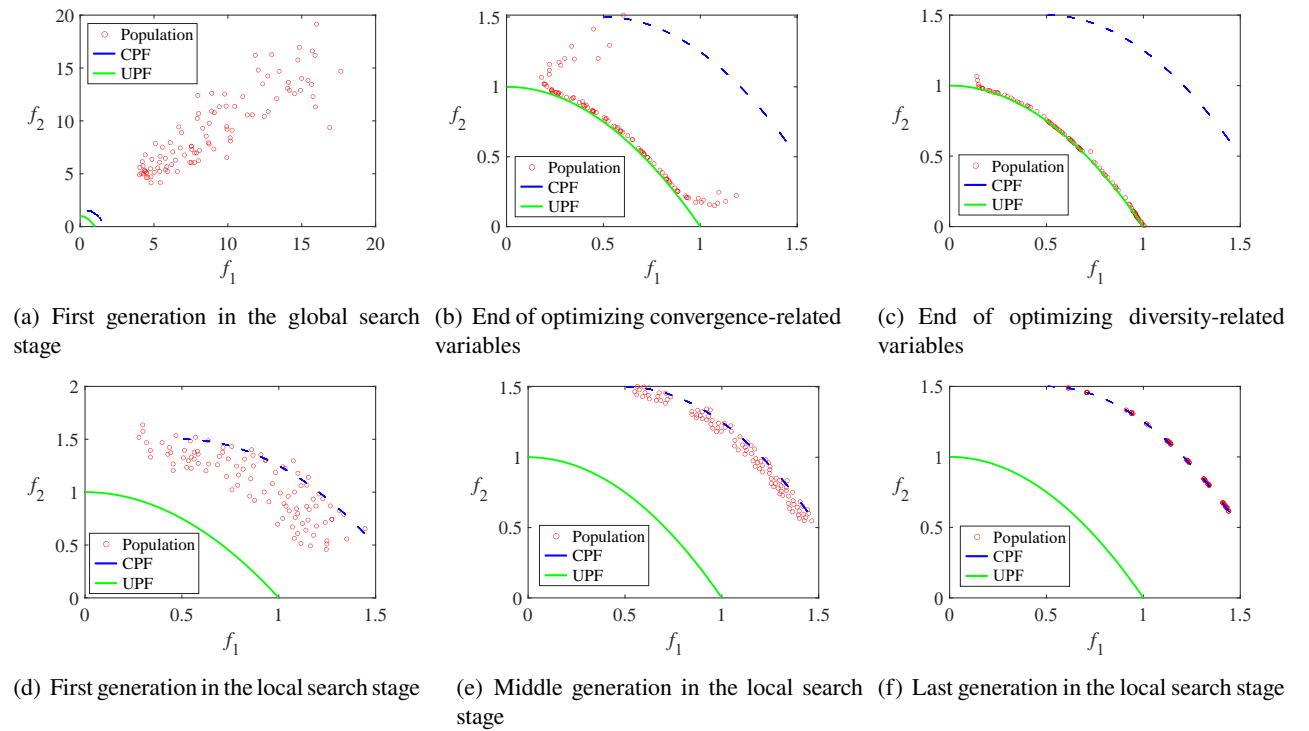 20
15
10
5
0
f2
Population
CPF
UPF
5
10
15
20
f1
1.5
1
0.5
0
f2
Population
CPF
UPF
0
0.5
1
1.5
f1
1.5
1
0.5
0
f2
Population
CPF
UPF
0
0.5
1
1.5
f1
(a) First generation in the global search
stage
(b) End of optimizing convergence-related
variables
(c) End of optimizing diversity-related
variables
2
1.5
1
0.5
0
f2
Population
CPF
UPF
0
0.5
1
1.5
f1
1.5
1
0.5
0
f2
Population
CPF
UPF
0
0.5
1
1.5
f1
1.5
1
0.5
0
f2
Population
CPF
UPF
0
0.5
1
1.5
f1
(d) First generation in the local search stage
(e) Middle generation in the local search
stage
(f) Last generation in the local search stage